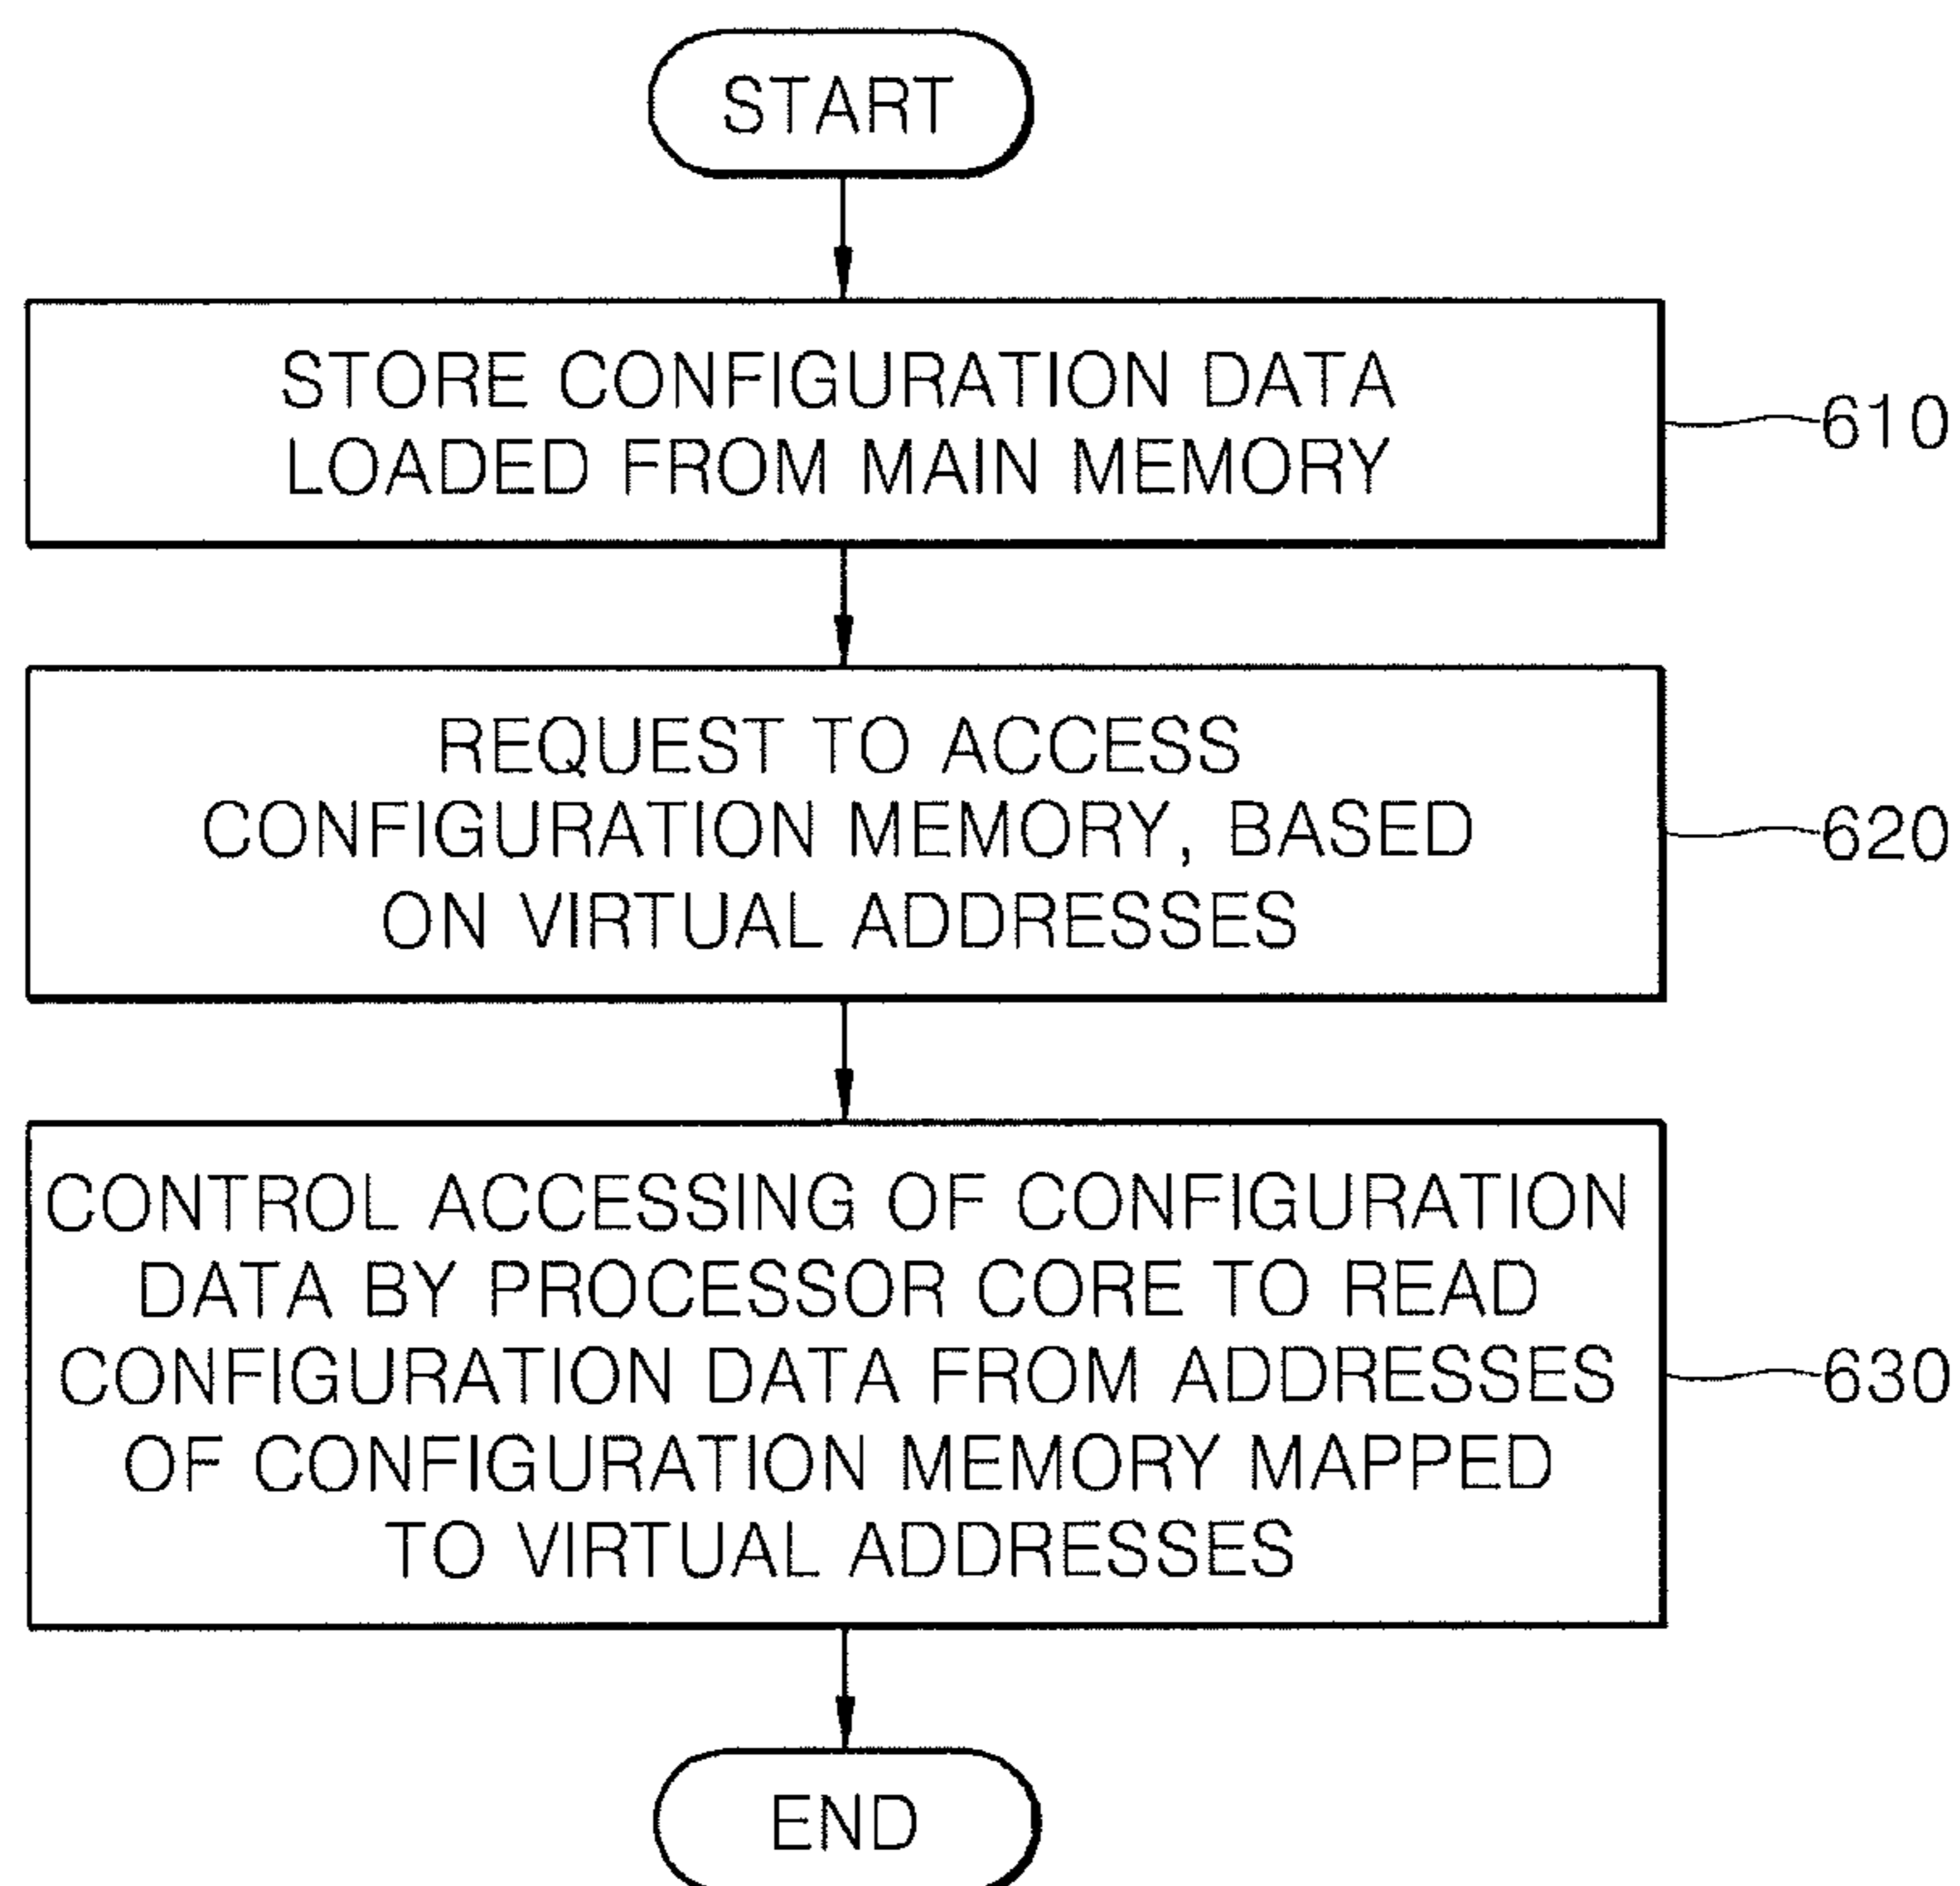 START
STORE CONFIGURATION DATA
LOADED FROM MAIN MEMORY
610
REQUEST TO ACCESS
CONFIGURATION MEMORY, BASED
ON VIRTUAL ADDRESSES
620
CONTROL ACCESSING OF CONFIGURATION
DATA BY PROCESSOR CORE TO READ
CONFIGURATION DATA FROM ADDRESSES
OF CONFIGURATION MEMORY MAPPED
TO VIRTUAL ADDRESSES
630
END